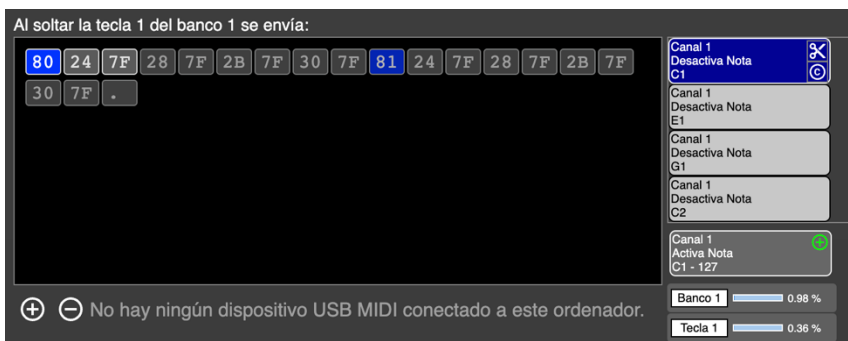 Al soltar la tecla 1 del banco 1 se envía:
80 24 7F 28 7F 2B 7F 30 7F 81 24 7F 28 7F 2B 7F
30 7F .
Canal 1
Desactiva Nota
C1
Canal 1
Desactiva Nota
E1
Canal 1
Desactiva Nota
G1
Canal 1
Desactiva Nota
C2
Canal 1
Activa Nota
C1 - 127
Banco 1 0.98 %
Tecla 1 0.36 %
No hay ningún dispositivo USB MIDI conectado a este ordenador.